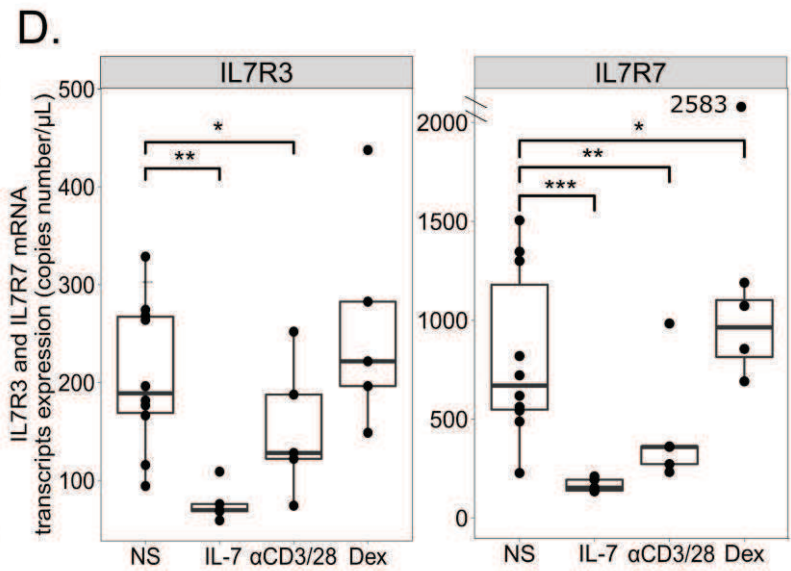 D.
IL7R3
IL7R7
IL7R3 and IL7R7 mRNA
transcripts expression (copies number/µL)
500
400
300
200
100
*
**
NS
IL-7
αCD3/28
Dex
2000
1500
1000
500
0
2583
*
**
***
NS
IL-7
αCD3/28
Dex